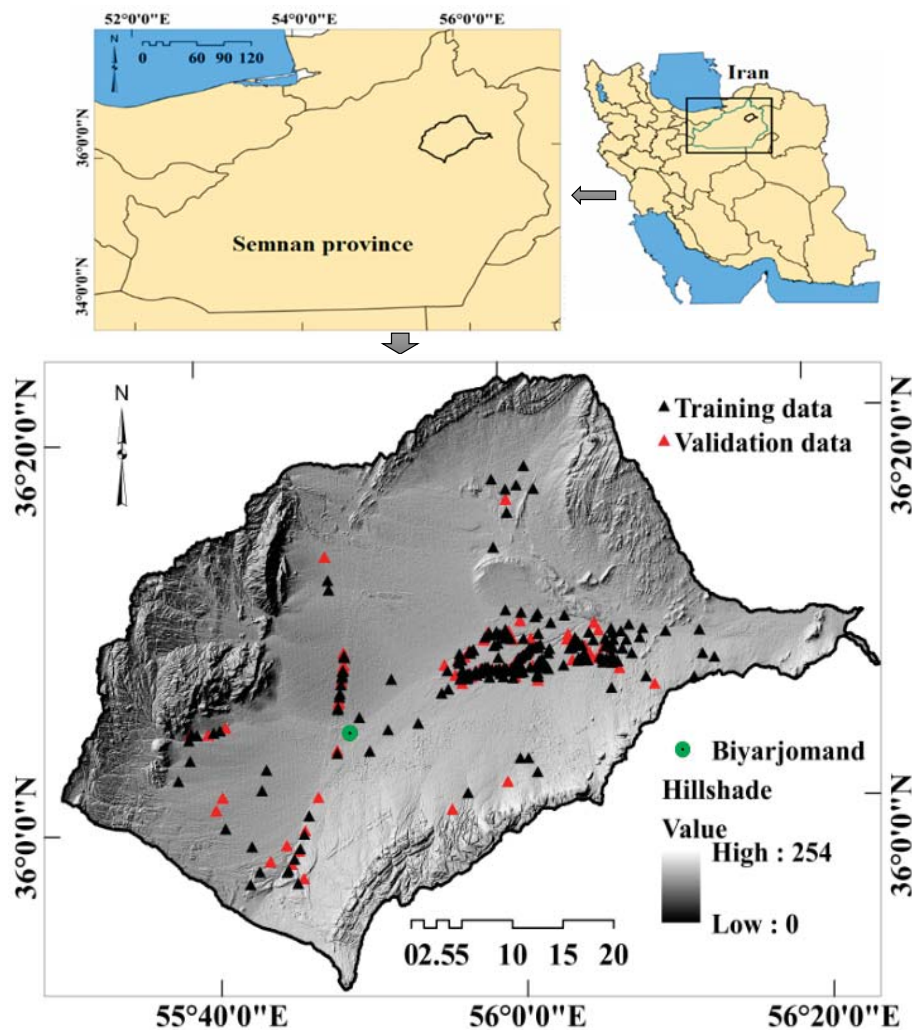 52°0'0"E 54°0'0"E 56°0'0"E
0 60 90 120
36°0'0"N
34°0'0"N
Semnan province
Iran
N
36°20'0"N
36°0'0"N
Training data
Validation data
36°20'0"N
36°0'0"N
Biyarjomand
Hillshade
Value
High : 254
Low : 0
02.55 10 15 20
55°40'0"E 56°0'0"E 56°20'0"E